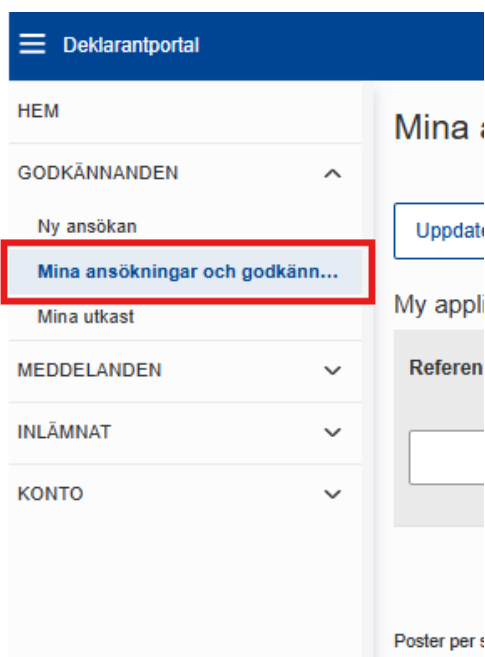 Deklarantportal
HEM
GODKÄNNANDEN
Ny ansökan
Mina ansökningar och godkänn...
Mina utkast
MEDDELANDEN
INLÄMNAT
KONTO
Mina
Uppdate
My appli
Referen
Poster per s